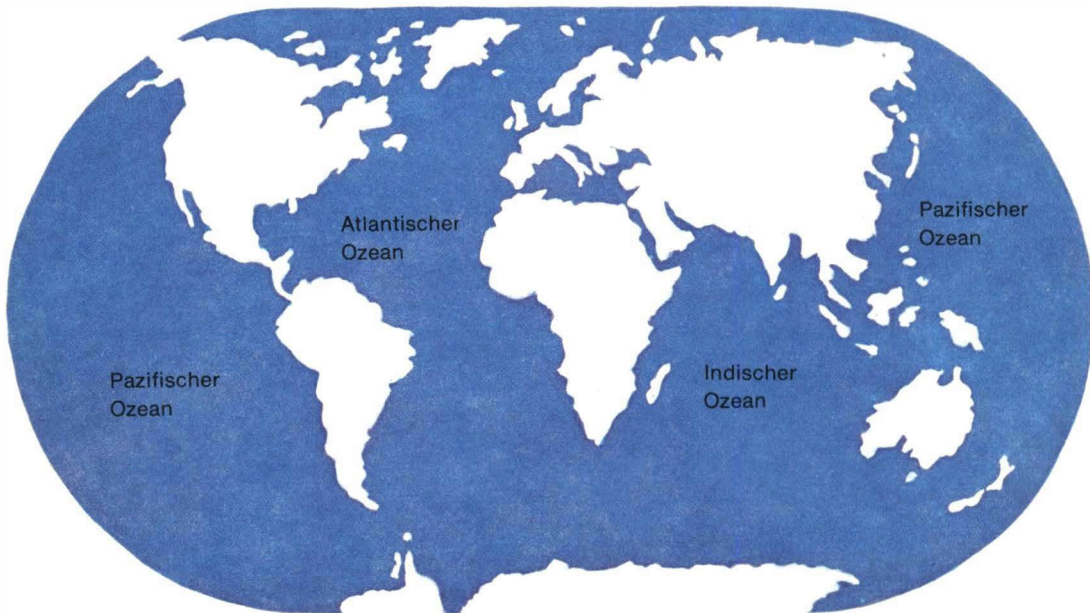 Atlantischer
Ozean
Pazifischer
Ozean
Pazifischer
Ozean
Indischer
Ozean